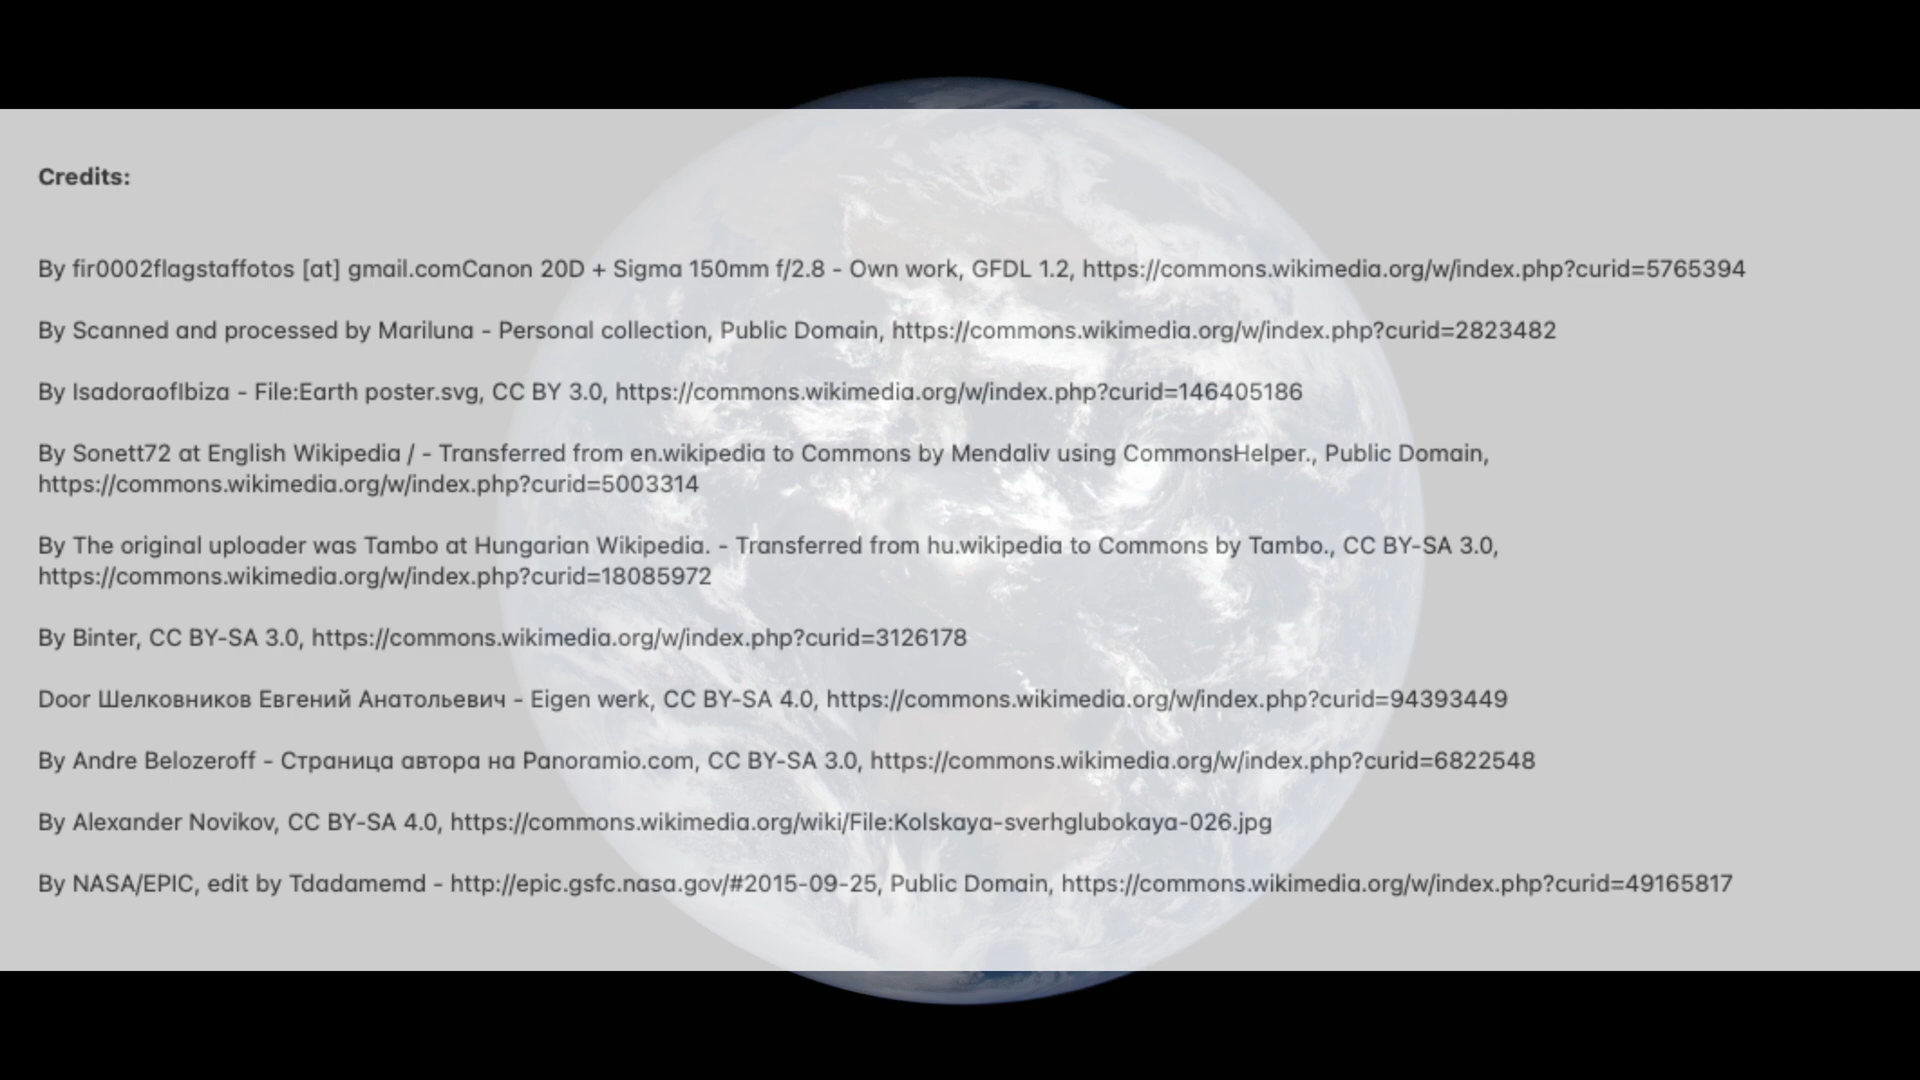 Credits:
By fir0002flagstaffotos [at] gmail.comCanon 20D + Sigma 150mm f/2.8 - Own work, GFDL 1.2, https://commons.wikimedia.org/w/index.php?curid=5765394
By Scanned and processed by Mariluna - Personal collection, Public Domain, https://commons.wikimedia.org/w/index.php?curid=2823482
By IsadoraofIbiza - File:Earth poster.svg, CC BY 3.0, https://commons.wikimedia.org/w/index.php?curid=146405186
By Sonett72 at English Wikipedia / - Transferred from en.wikipedia to Commons by Mendaliv using CommonsHelper., Public Domain,
https://commons.wikimedia.org/w/index.php?curid=5003314
By The original uploader was Tambo at Hungarian Wikipedia. - Transferred from hu.wikipedia to Commons by Tambo., CC BY-SA 3.0,
https://commons.wikimedia.org/w/index.php?curid=18085972
By Binter, CC BY-SA 3.0, https://commons.wikimedia.org/w/index.php?curid=3126178
Door Шелковников Евгений Анатольевич - Eigen werk, CC BY-SA 4.0, https://commons.wikimedia.org/w/index.php?curid=94393449
By Andre Belozeroff - Страница автора на Panoramio.com, CC BY-SA 3.0, https://commons.wikimedia.org/w/index.php?curid=6822548
By Alexander Novikov, CC BY-SA 4.0, https://commons.wikimedia.org/wiki/File:Kolskaya-sverhglubokaya-026.jpg
By NASA/EPIC, edit by Tdadamemd - http://epic.gsfc.nasa.gov/#2015-09-25, Public Domain, https://commons.wikimedia.org/w/index.php?curid=49165817